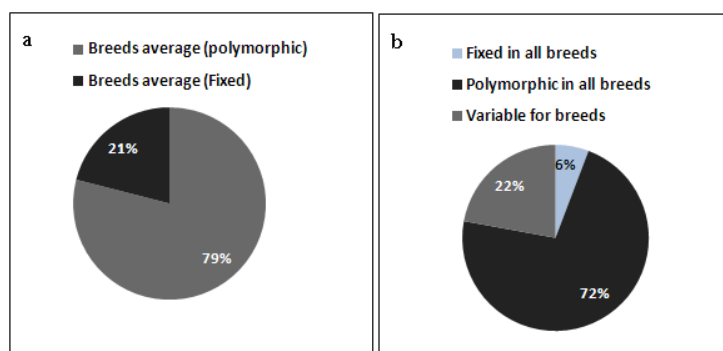 a
Breeds average (polymorphic)
Breeds average (Fixed)
21%
79%
b
Fixed in all breeds
Polymorphic in all breeds
Variable for breeds
6%
22%
72%